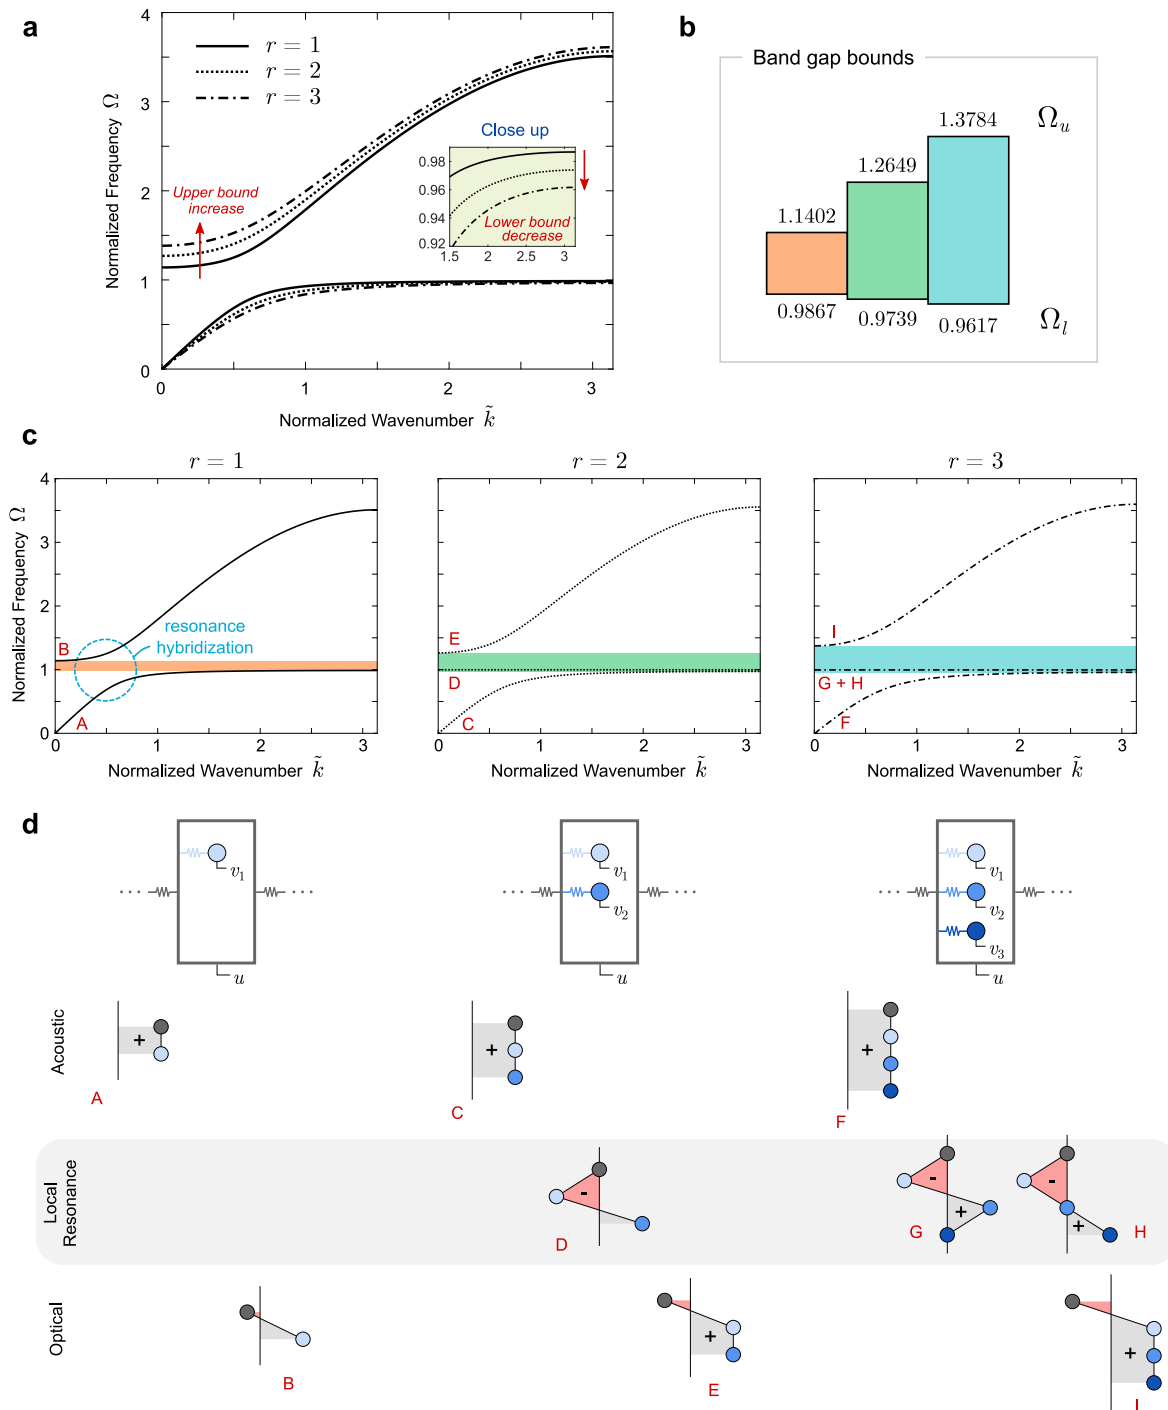 a
4
3
2
1
0
0
1
2
3
Normalized Frequency Ω
Normalized Wavenumber k̃
r = 1
r = 2
r = 3
Upper bound
increase
Close up
0.98
0.96
0.94
0.92
1.5
2
2.5
3
Lower bound
decrease
b
Band gap bounds
1.3784
Ω_u
1.2649
1.1402
0.9867
0.9739
0.9617
Ω_l
c
r = 1
r = 2
r = 3
4
3
2
1
0
Normalized Frequency Ω
B
resonance
hybridization
A
0
1
2
3
Normalized Wavenumber k̃
E
D
C
0
1
2
3
Normalized Wavenumber k̃
I
G + H
F
0
1
2
3
Normalized Wavenumber k̃
d
v₁
u
v₁
v₂
u
v₁
v₂
v₃
u
Acoustic
+
A
+
C
+
F
Local
Resonance
-
D
-
+
G
-
+
H
Optical
B
+
E
+
I